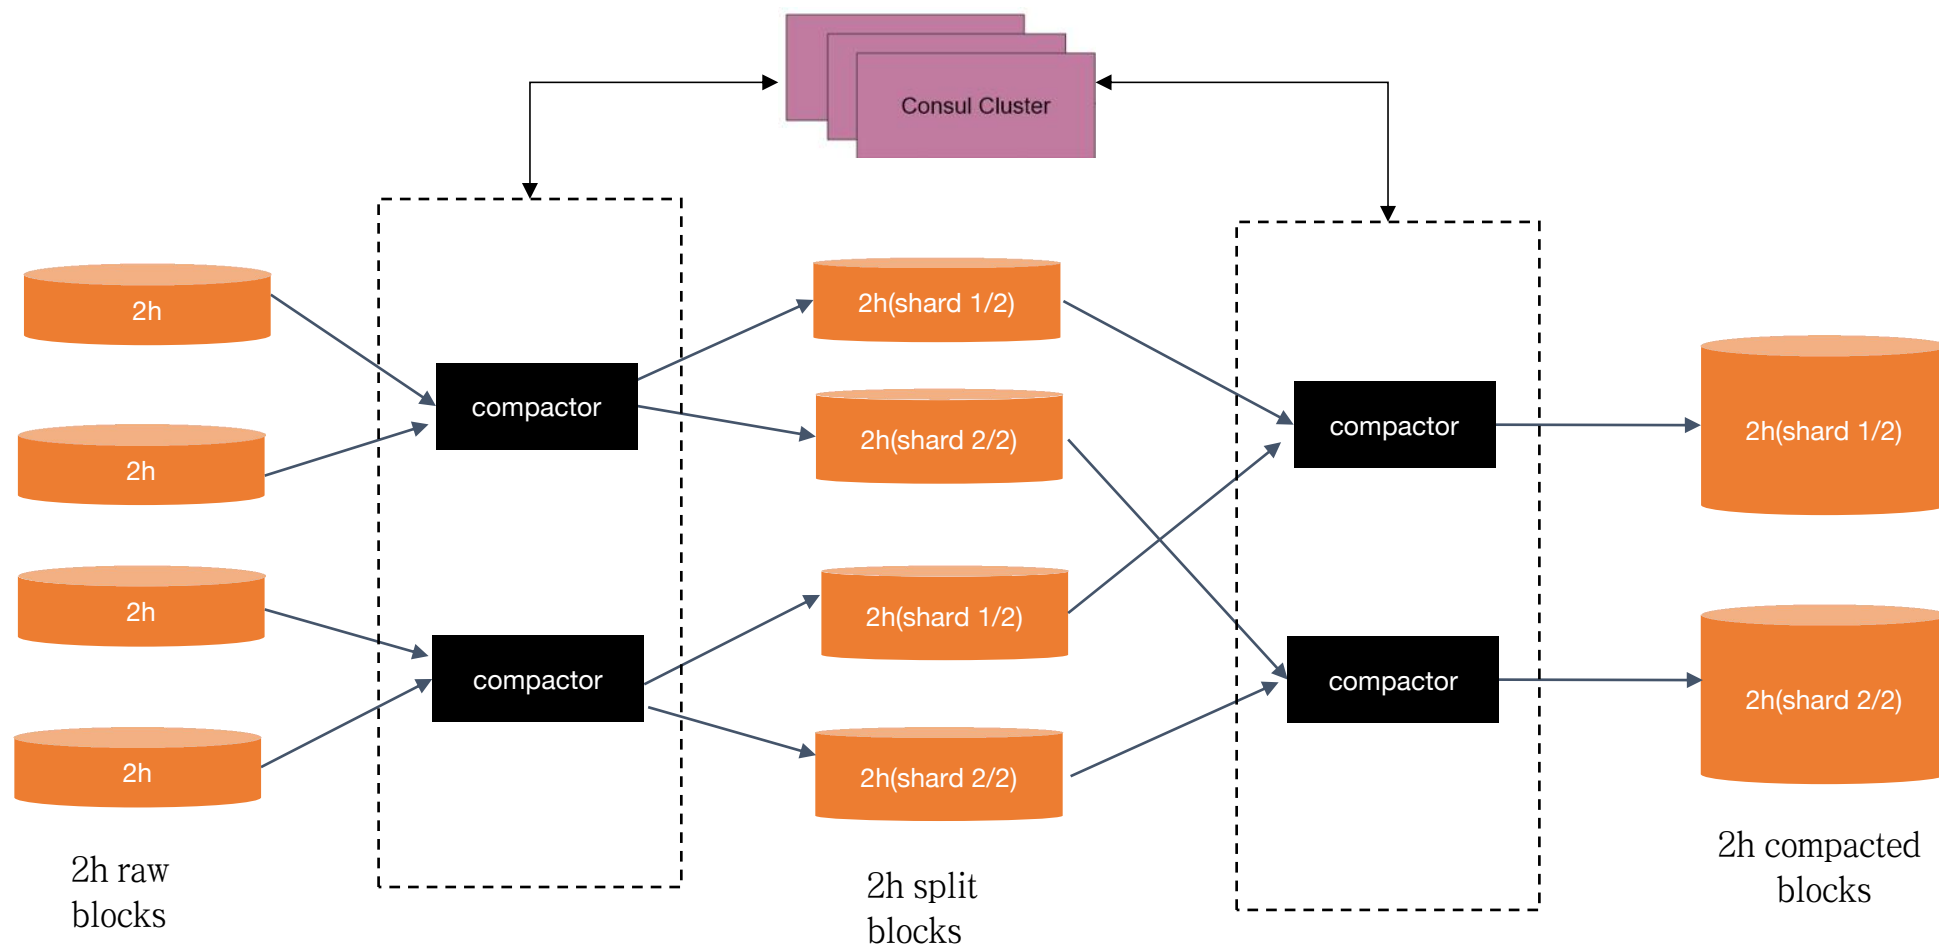 Consul Cluster
2h
2h
2h
2h
2h raw
blocks
compactor
compactor
2h(shard 1/2)
2h(shard 2/2)
2h(shard 1/2)
2h(shard 2/2)
2h split
blocks
compactor
compactor
2h(shard 1/2)
2h(shard 2/2)
2h compacted
blocks